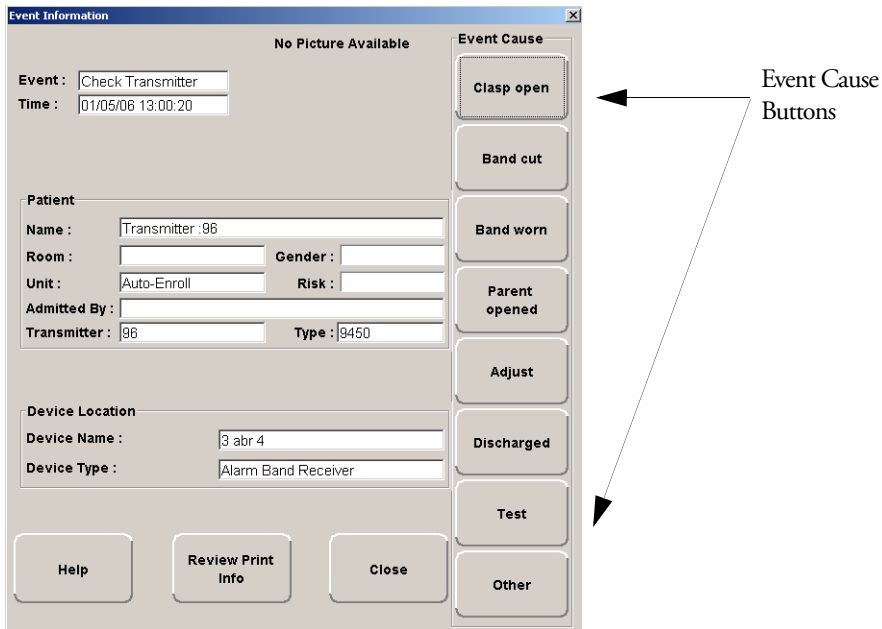 Event Information
No Picture Available
Event :
Check Transmitter
Time :
01/05/06 13:00:20
Patient
Name :
Transmitter :96
Room :
Gender :
Unit :
Auto-Enroll
Risk :
Admitted By :
Transmitter :
96
Type :
9450
Device Location
Device Name :
3 abr 4
Device Type :
Alarm Band Receiver
Help
Review Print
Info
Close
Event Cause
Clasp open
Band cut
Band worn
Parent
opened
Adjust
Discharged
Test
Other
Event Cause
Buttons